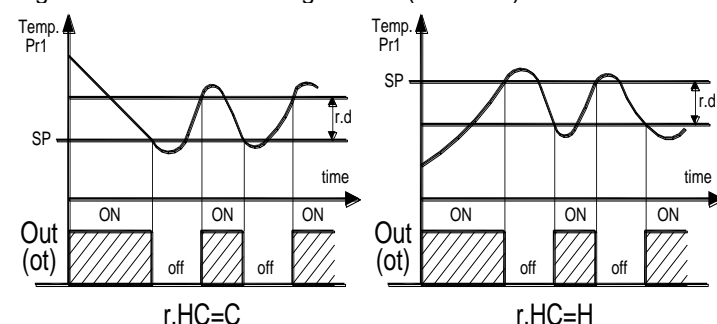 Temp.
Pr1
SP
r.d
time
ON
ON
ON
Out
(ot)
off
off
r.HC=C
Temp.
Pr1
SP
r.d
time
ON
ON
ON
Out
(ot)
off
off
r.HC=H